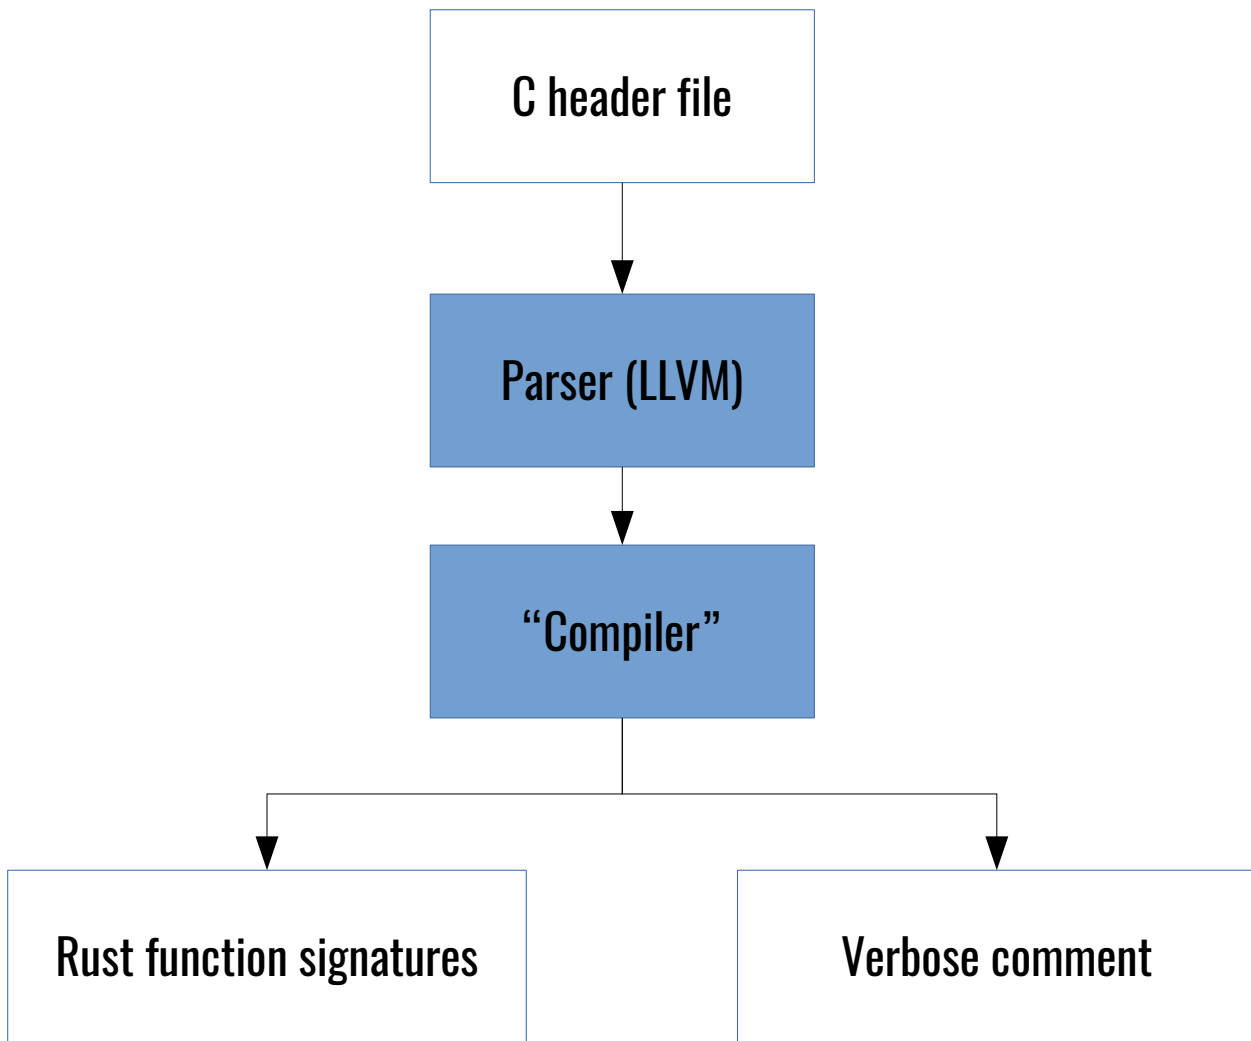 C header file
Parser (LLVM)
“Compiler”
Rust function signatures
Verbose comment